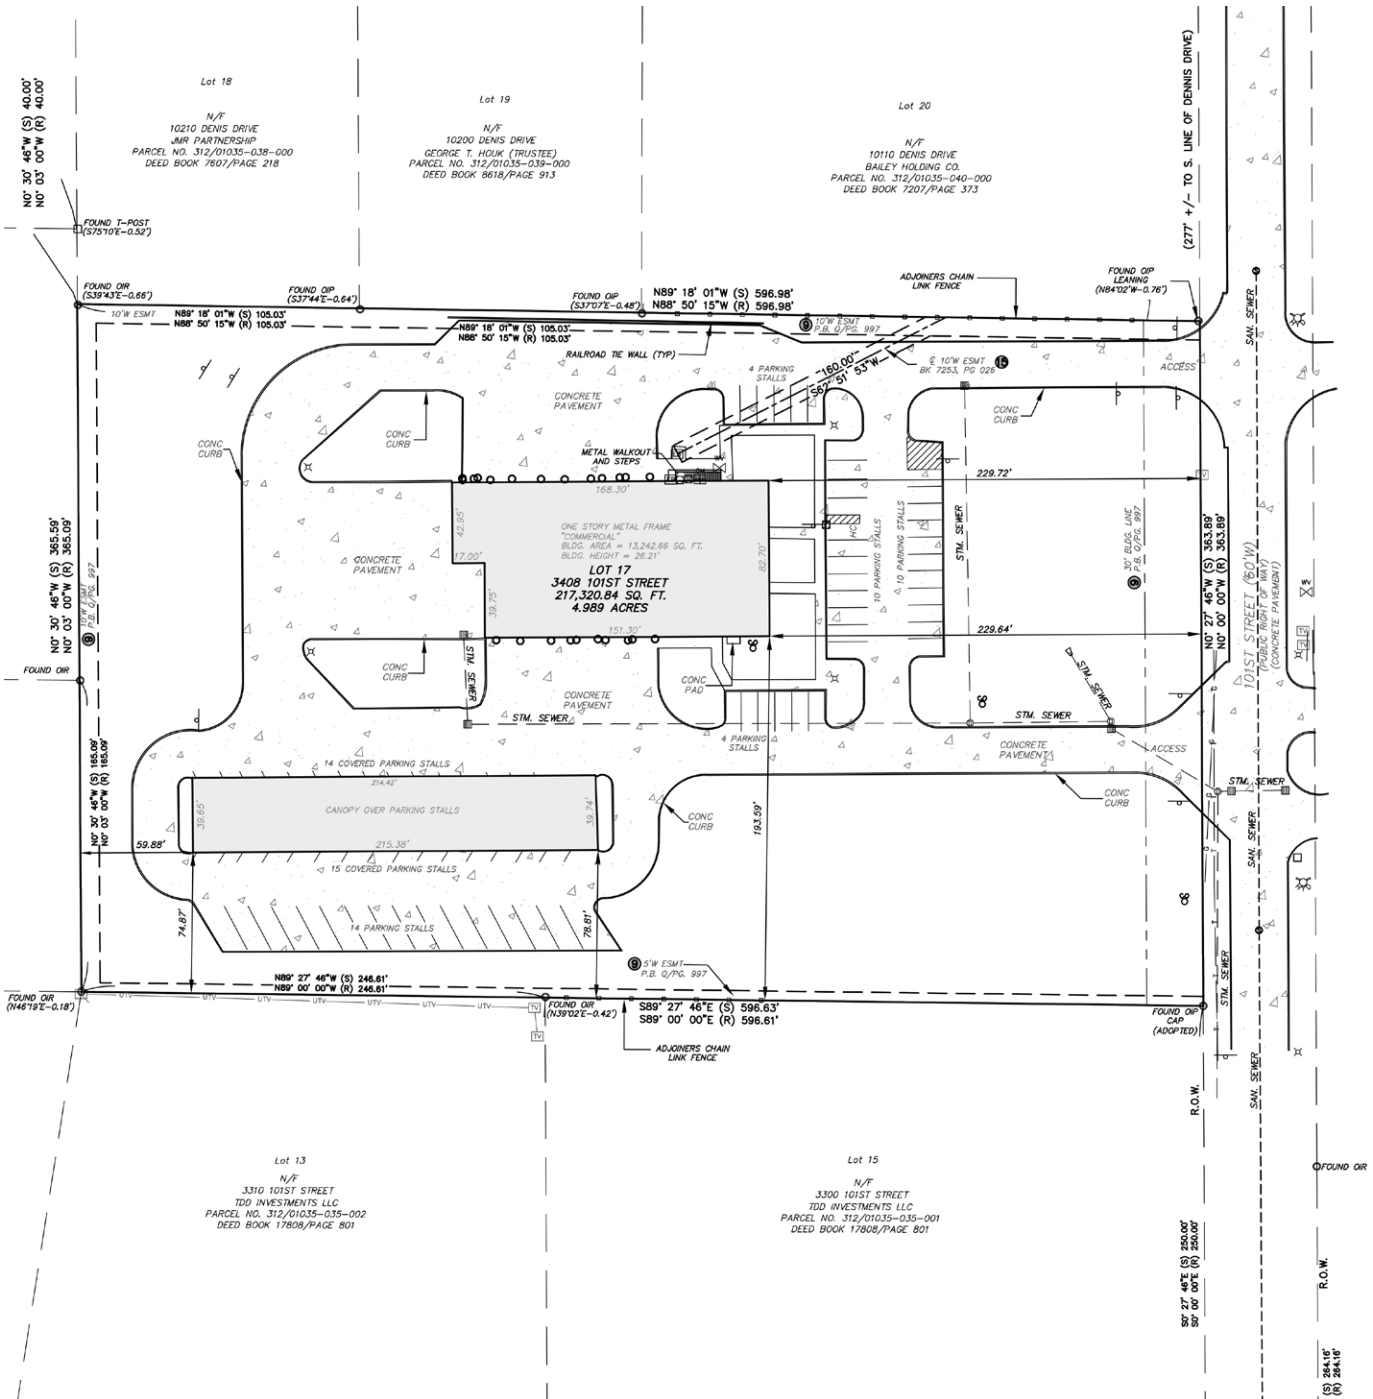 Lot 18
N/F
10210 DENIS DRIVE
JMR PARTNERSHIP
PARCEL NO. 312/01035-038-000
DEED BOOK 7607/PAGE 218
Lot 19
N/F
10200 DENIS DRIVE
GEORGE T. HOUK (TRUSTEE)
PARCEL NO. 312/01035-039-000
DEED BOOK 8618/PAGE 913
Lot 20
N/F
10110 DENIS DRIVE
BAILEY HOLDING CO.
PARCEL NO. 312/01035-040-000
DEED BOOK 7207/PAGE 373
N0° 30' 46"W (S) 40.00'
N0° 03' 00"W (R) 40.00'
(277' +/- TO S. LINE OF DENNIS DRIVE)
FOUND T-POST
(S75°10'E-0.52')
FOUND OIR
(S39°43'E-0.66')
FOUND OIP
(S37°44'E-0.64')
FOUND OIP
(S37°07'E-0.48')
N89° 18' 01"W (S) 596.98'
N88° 50' 15"W (R) 596.98'
ADJOINERS CHAIN
LINK FENCE
FOUND OIP
LEANING
(N84°02'W-0.76')
10'W ESMT
N89° 18' 01"W (S) 105.03'
N88° 50' 15"W (R) 105.03'
N89° 18' 01"W (S) 105.03'
N88° 50' 15"W (R) 105.03'
RAILROAD TIE WALL (TYP)
9
10'W ESMT
P.B. Q/PG. 997
160.00'
S62° 51' 53"W
℄ 10'W ESMT
BK 7253, PG 026
4 PARKING
STALLS
ACCESS
SAN. SEWER
CONCRETE
PAVEMENT
CONC
CURB
CONC
CURB
CONC
CURB
METAL WALKOUT
AND STEPS
WV
168.30'
229.72'
TV
42.95'
17.00'
39.75'
82.70'
151.30'
ONE STORY METAL FRAME
"COMMERCIAL"
BLDG. AREA = 13,242.66 SQ. FT.
BLDG. HEIGHT = 26.21'
LOT 17
3408 101ST STREET
217,320.84 SQ. FT.
4.989 ACRES
CONCRETE
PAVEMENT
HC
10 PARKING STALLS
10 PARKING STALLS
STM. SEWER
30' BLDG. LINE
P.B. Q/PG. 997
9
N0° 27' 46"W (S) 363.89'
N0° 00' 00"W (R) 363.89'
101ST STREET (60'W)
(PUBLIC RIGHT OF WAY)
(CONCRETE PAVEMENT)
WV
TV
N0° 30' 46"W (S) 365.59'
N0° 03' 00"W (R) 365.09'
10'W ESMT
P.B. Q/PG. 997
9
229.64'
FOUND OIR
CONC
CURB
STM. SEWER
CONC
PAD
STM. SEWER
CONCRETE
PAVEMENT
STM. SEWER
STM. SEWER
4 PARKING
STALLS
CONCRETE
PAVEMENT
ACCESS
N0° 30' 46"W (S) 165.09'
N0° 03' 00"W (R) 165.09'
14 COVERED PARKING STALLS
214.42'
39.65'
CANOPY OVER PARKING STALLS
39.74'
215.38'
59.88'
15 COVERED PARKING STALLS
CONC
CURB
193.59'
CONC
CURB
STM. SEWER
SAN. SEWER
74.87'
14 PARKING STALLS
78.81'
9
5'W ESMT
P.B. Q/PG. 997
N89° 27' 46"W (S) 246.61'
N89° 00' 00"W (R) 246.61'
FOUND OIR
(N46°19'E-0.18')
UTV UTV UTV UTV UTV UTV UTV
TV
TV
FOUND OIR
(N39°02'E-0.42')
S89° 27' 46"E (S) 596.63'
S89° 00' 00"E (R) 596.61'
ADJOINERS CHAIN
LINK FENCE
FOUND OIP
CAP
(ADOPTED)
STM. SEWER
SAN. SEWER
R.O.W.
Lot 13
N/F
3310 101ST STREET
TDD INVESTMENTS LLC
PARCEL NO. 312/01035-035-002
DEED BOOK 17808/PAGE 801
Lot 15
N/F
3300 101ST STREET
TDD INVESTMENTS LLC
PARCEL NO. 312/01035-035-001
DEED BOOK 17808/PAGE 801
FOUND OIR
S0° 27' 46"E (S) 250.00'
S0° 00' 00"E (R) 250.00'
R.O.W.
(S) 264.16'
(R) 264.16'